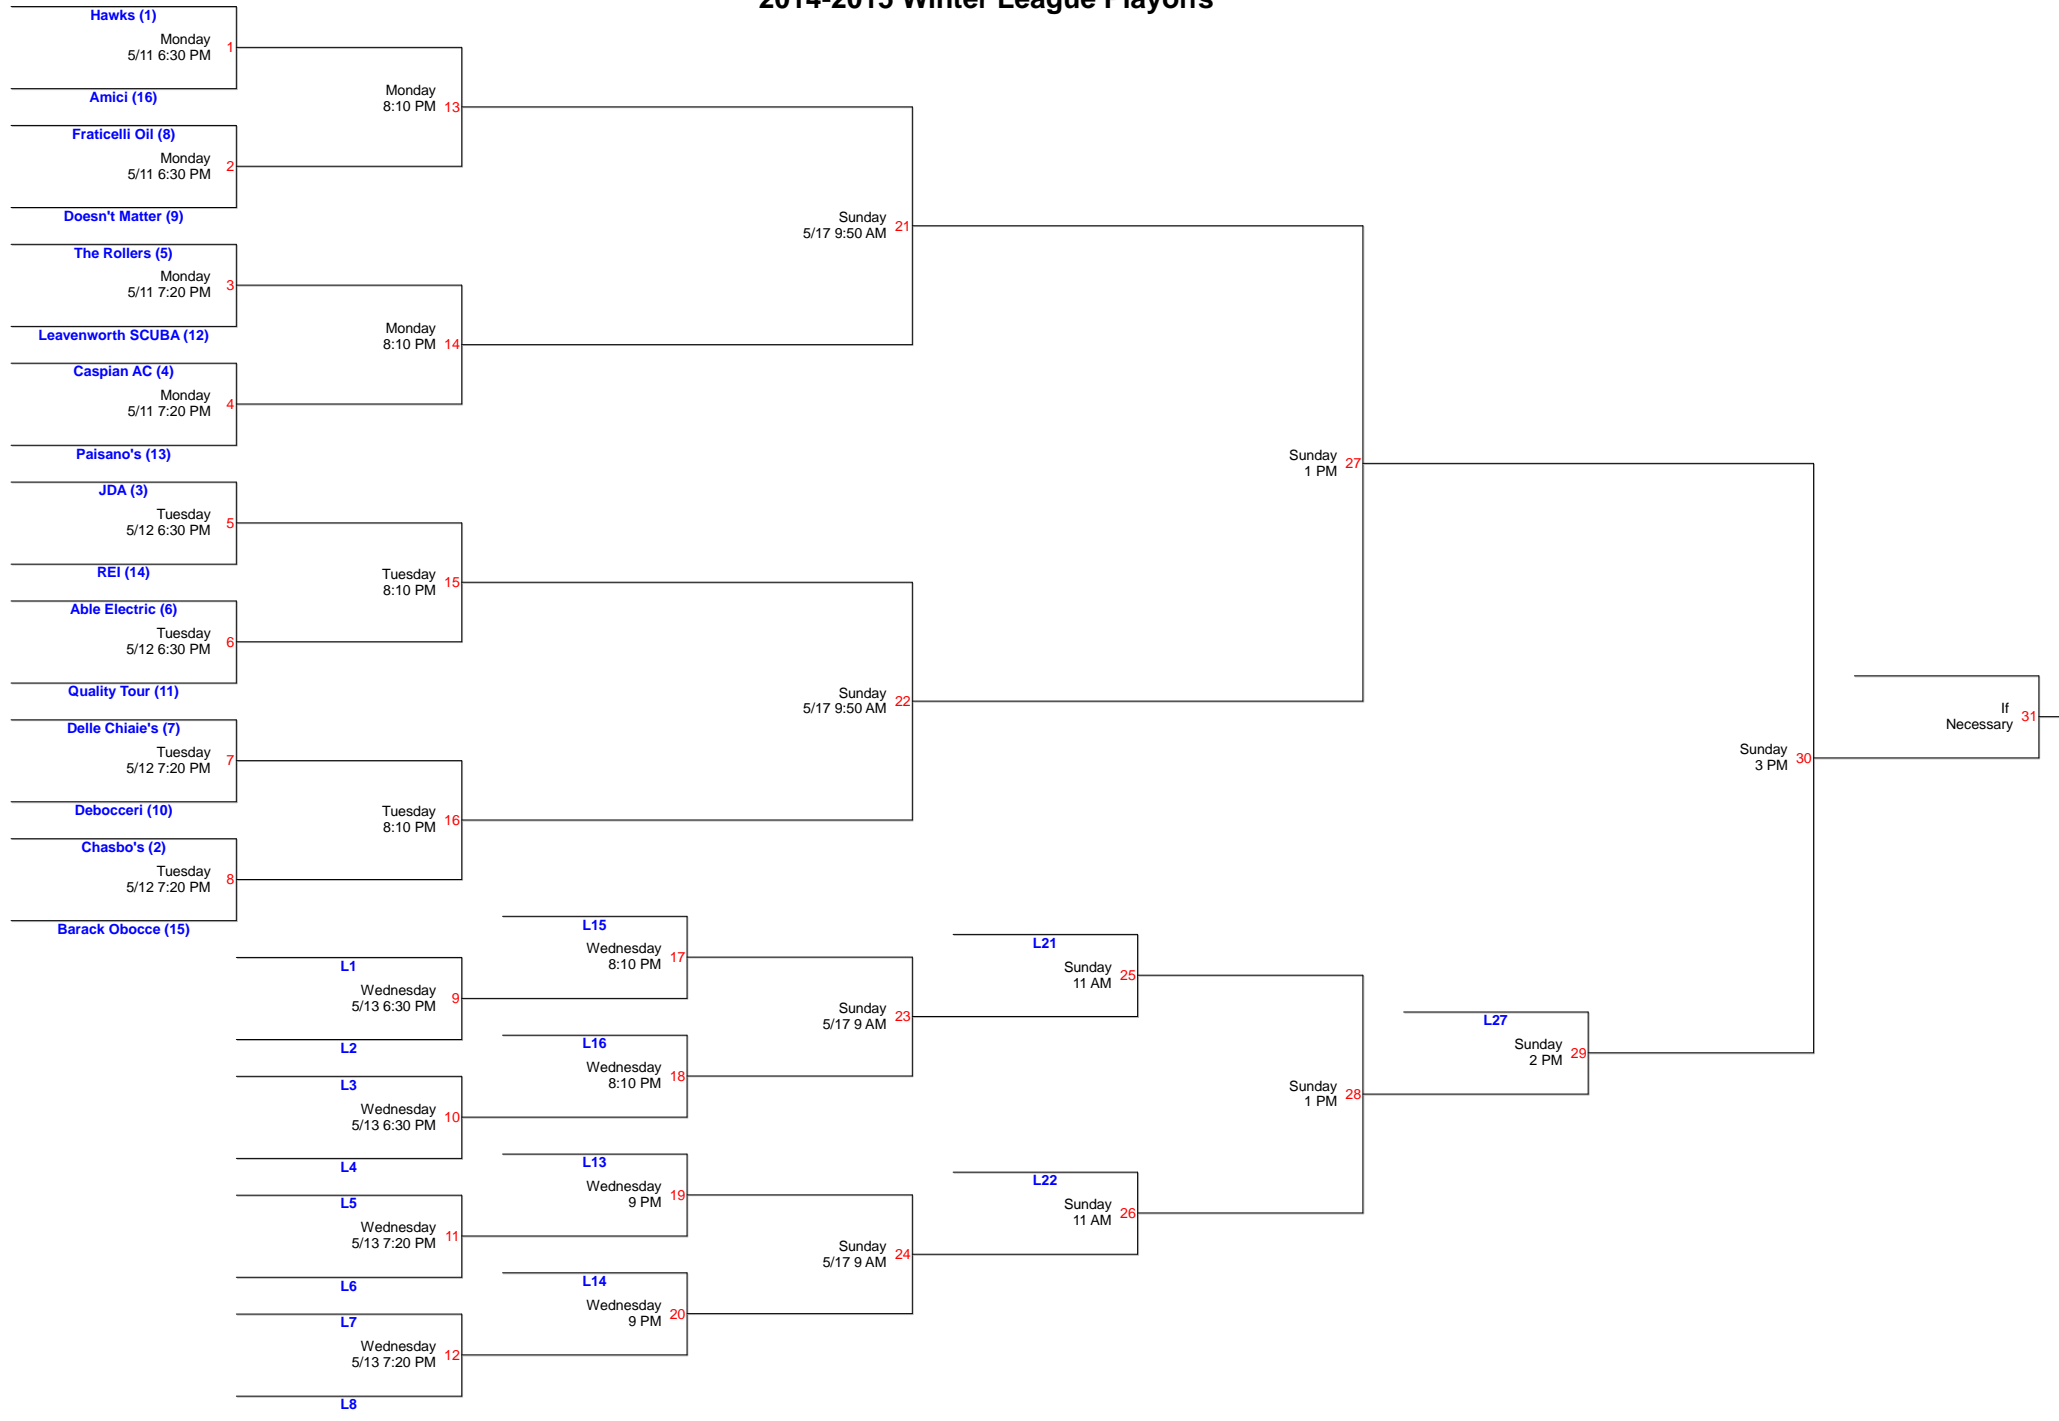 2014-2015 Winter League Playoffs
Hawks (1)
Monday
5/11 6:30 PM
1
Amici (16)
Fraticelli Oil (8)
Monday
5/11 6:30 PM
2
Doesn't Matter (9)
The Rollers (5)
Monday
5/11 7:20 PM
3
Leavenworth SCUBA (12)
Caspian AC (4)
Monday
5/11 7:20 PM
4
Paisano's (13)
JDA (3)
Tuesday
5/12 6:30 PM
5
REI (14)
Able Electric (6)
Tuesday
5/12 6:30 PM
6
Quality Tour (11)
Delle Chiaie's (7)
Tuesday
5/12 7:20 PM
7
Debocceri (10)
Chasbo's (2)
Tuesday
5/12 7:20 PM
8
Barack Obocce (15)
Monday
8:10 PM
13
Monday
8:10 PM
14
Tuesday
8:10 PM
15
Tuesday
8:10 PM
16
Sunday
5/17 9:50 AM
21
Sunday
5/17 9:50 AM
22
Sunday
1 PM
27
Sunday
3 PM
30
If
Necessary
31
L1
Wednesday
5/13 6:30 PM
9
L2
L3
Wednesday
5/13 6:30 PM
10
L4
L5
Wednesday
5/13 7:20 PM
11
L6
L7
Wednesday
5/13 7:20 PM
12
L8
L15
Wednesday
8:10 PM
17
L16
Wednesday
8:10 PM
18
L13
Wednesday
9 PM
19
L14
Wednesday
9 PM
20
Sunday
5/17 9 AM
23
Sunday
5/17 9 AM
24
L21
Sunday
11 AM
25
L22
Sunday
11 AM
26
Sunday
1 PM
28
L27
Sunday
2 PM
29